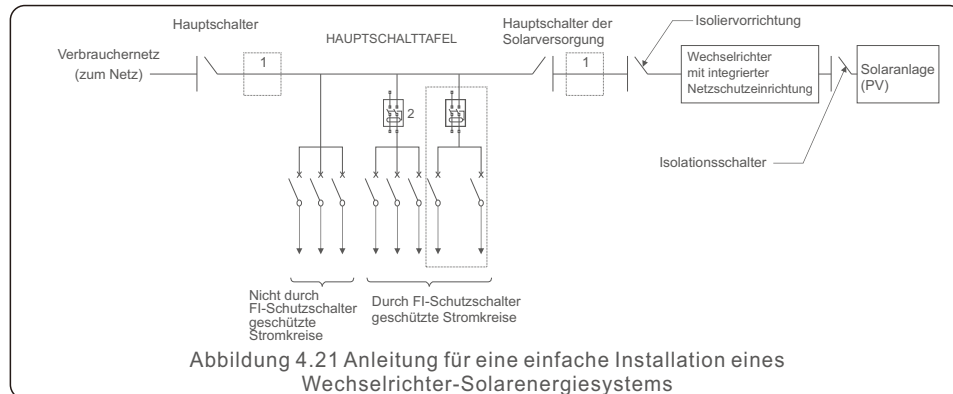 Hauptschalter
Verbrauchernetz
(zum Netz)
1
HAUPTSCHALTTAFEL
Hauptschalter der
Solarversorgung
1
Isoliervorrichtung
Wechselrichter
mit integrierter
Netzschutzeinrichtung
Solaranlage
(PV)
2
Isolationsschalter
Nicht durch
FI-Schutzschalter
geschützte
Stromkreise
Durch FI-Schutzschalter
geschützte Stromkreise
Abbildung 4.21 Anleitung für eine einfache Installation eines
Wechselrichter-Solarenergiesystems